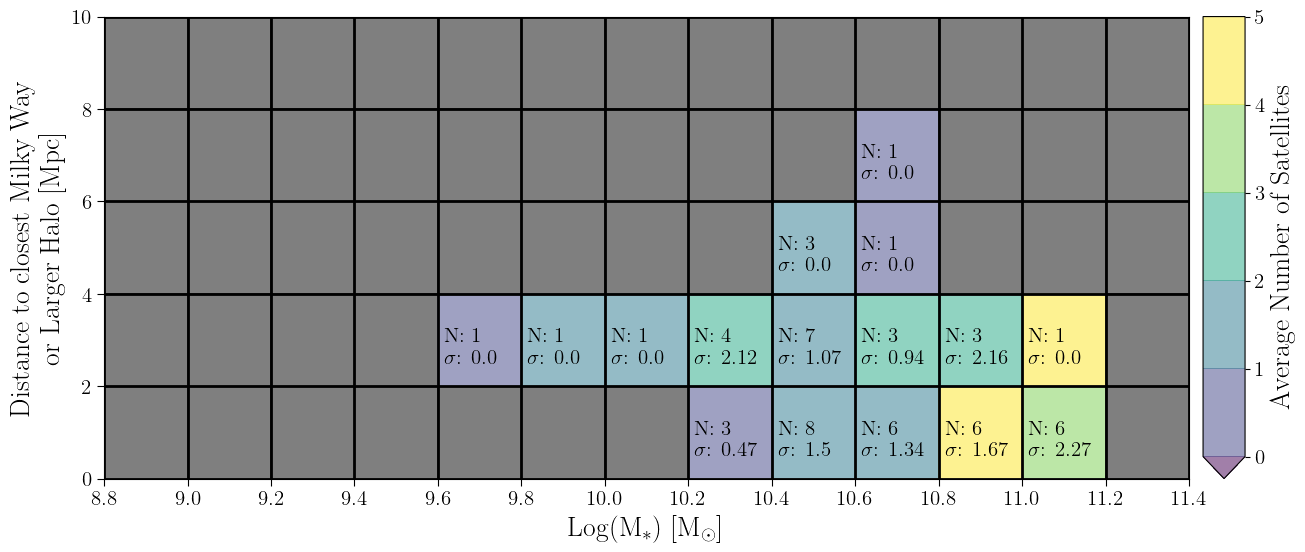 Distance to closest Milky Way
or Larger Halo [Mpc]
10
8
6
4
2
0
N: 1
σ: 0.0
N: 3
σ: 0.0
N: 1
σ: 0.0
N: 1
σ: 0.0
N: 1
σ: 0.0
N: 1
σ: 0.0
N: 4
σ: 2.12
N: 7
σ: 1.07
N: 3
σ: 0.94
N: 3
σ: 2.16
N: 1
σ: 0.0
N: 3
σ: 0.47
N: 8
σ: 1.5
N: 6
σ: 1.34
N: 6
σ: 1.67
N: 6
σ: 2.27
8.8 9.0 9.2 9.4 9.6 9.8 10.0 10.2 10.4 10.6 10.8 11.0 11.2 11.4
Log(M∗) [M⊙]
5
4
3
2
1
0
Average Number of Satellites